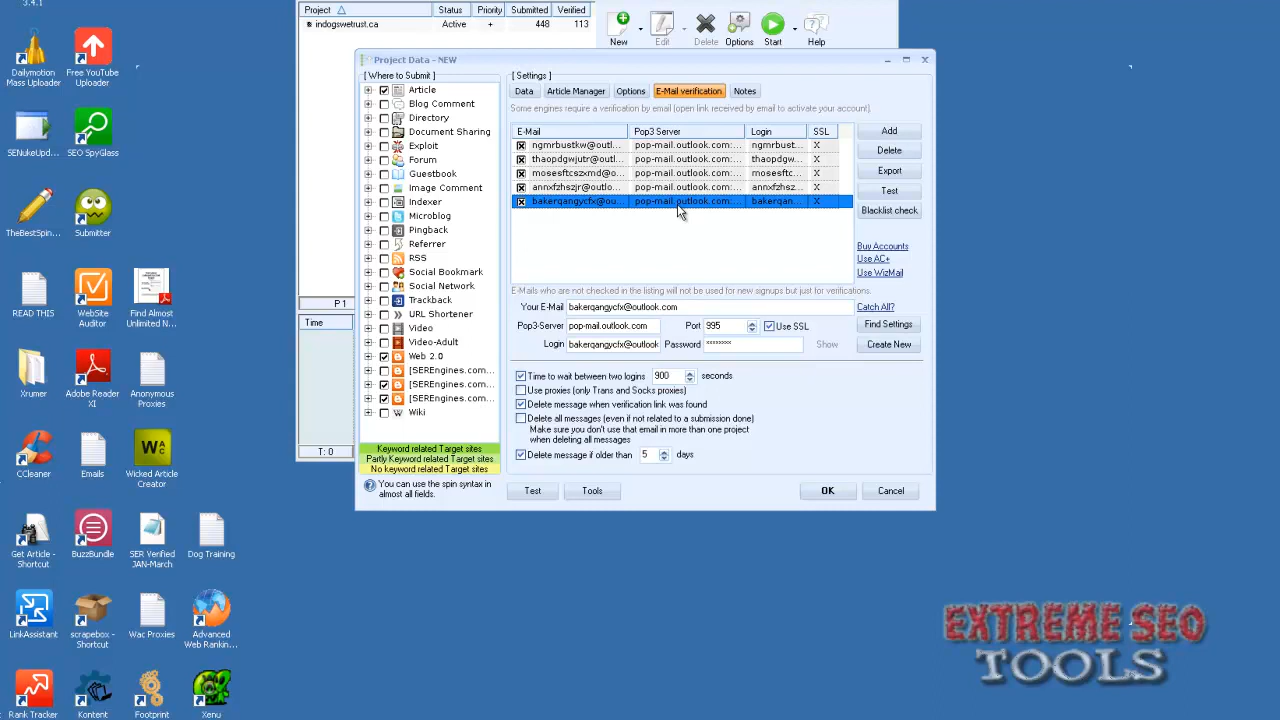 3.4.1
Dailymotion
Mass Uploader
Free YouTube
Uploader
SENukeUpd...
SEO SpyGlass
TheBestSpin...
Submitter
READ THIS
WebSite
Auditor
Find Almost
Unlimited N...
Xrumer
Adobe Reader
XI
Anonymous
Proxies
CCleaner
Emails
Wicked Article
Creator
Get Article -
Shortcut
BuzzBundle
SER Verified
JAN-March
Dog Training
LinkAssistant
scrapebox -
Shortcut
Wac Proxies
Advanced
Web Rankin...
Rank Tracker
Kontent
Footprint
Xenu
Project Status Priority Submitted Verified
indogswetrust.ca Active + 448 113
New Edit Delete Options Start Help
P 1
Time
T: 0
Project Data - NEW
[ Where to Submit ]
Article
Blog Comment
Directory
Document Sharing
Exploit
Forum
Guestbook
Image Comment
Indexer
Microblog
Pingback
Referrer
RSS
Social Bookmark
Social Network
Trackback
URL Shortener
Video
Video-Adult
Web 2.0
[SEREngines.com...
[SEREngines.com...
[SEREngines.com...
Wiki
Keyword related Target sites
Partly Keyword related Target sites
No keyword related Target sites
You can use the spin syntax in
almost all fields.
[ Settings ]
Data Article Manager Options E-Mail verification Notes
Some engines require a verification by email (open link received by email to activate your account).
E-Mail Pop3 Server Login SSL
ngmrbustkw@outl... pop-mail.outlook.com:... ngmrbust... X
thaopdgwjutr@outl... pop-mail.outlook.com:... thaopdgw... X
mosesftcszxmd@o... pop-mail.outlook.com:... mosesftc... X
annxfzhszjr@outlo... pop-mail.outlook.com:... annxfzhsz... X
bakerqangycfx@ou... pop-mail.outlook.com:... bakerqan... X
Add
Delete
Export
Test
Blacklist check
Buy Accounts
Use AC+
Use WizMail
E-Mails who are not checked in the listing will not be used for new signups but just for verifications.
Your E-Mail bakerqangycfx@outlook.com Catch All?
Pop3-Server pop-mail.outlook.com Port 995 Use SSL Find Settings
Login bakerqangycfx@outlook Password ******** Show Create New
Time to wait between two logins 900 seconds
Use proxies (only Trans and Socks proxies)
Delete message when verification link was found
Delete all messages (even if not related to a submission done)
Make sure you don't use that email in more than one project
when deleting all messages
Delete message if older than 5 days
Test Tools OK Cancel
EXTREME SEO
TOOLS